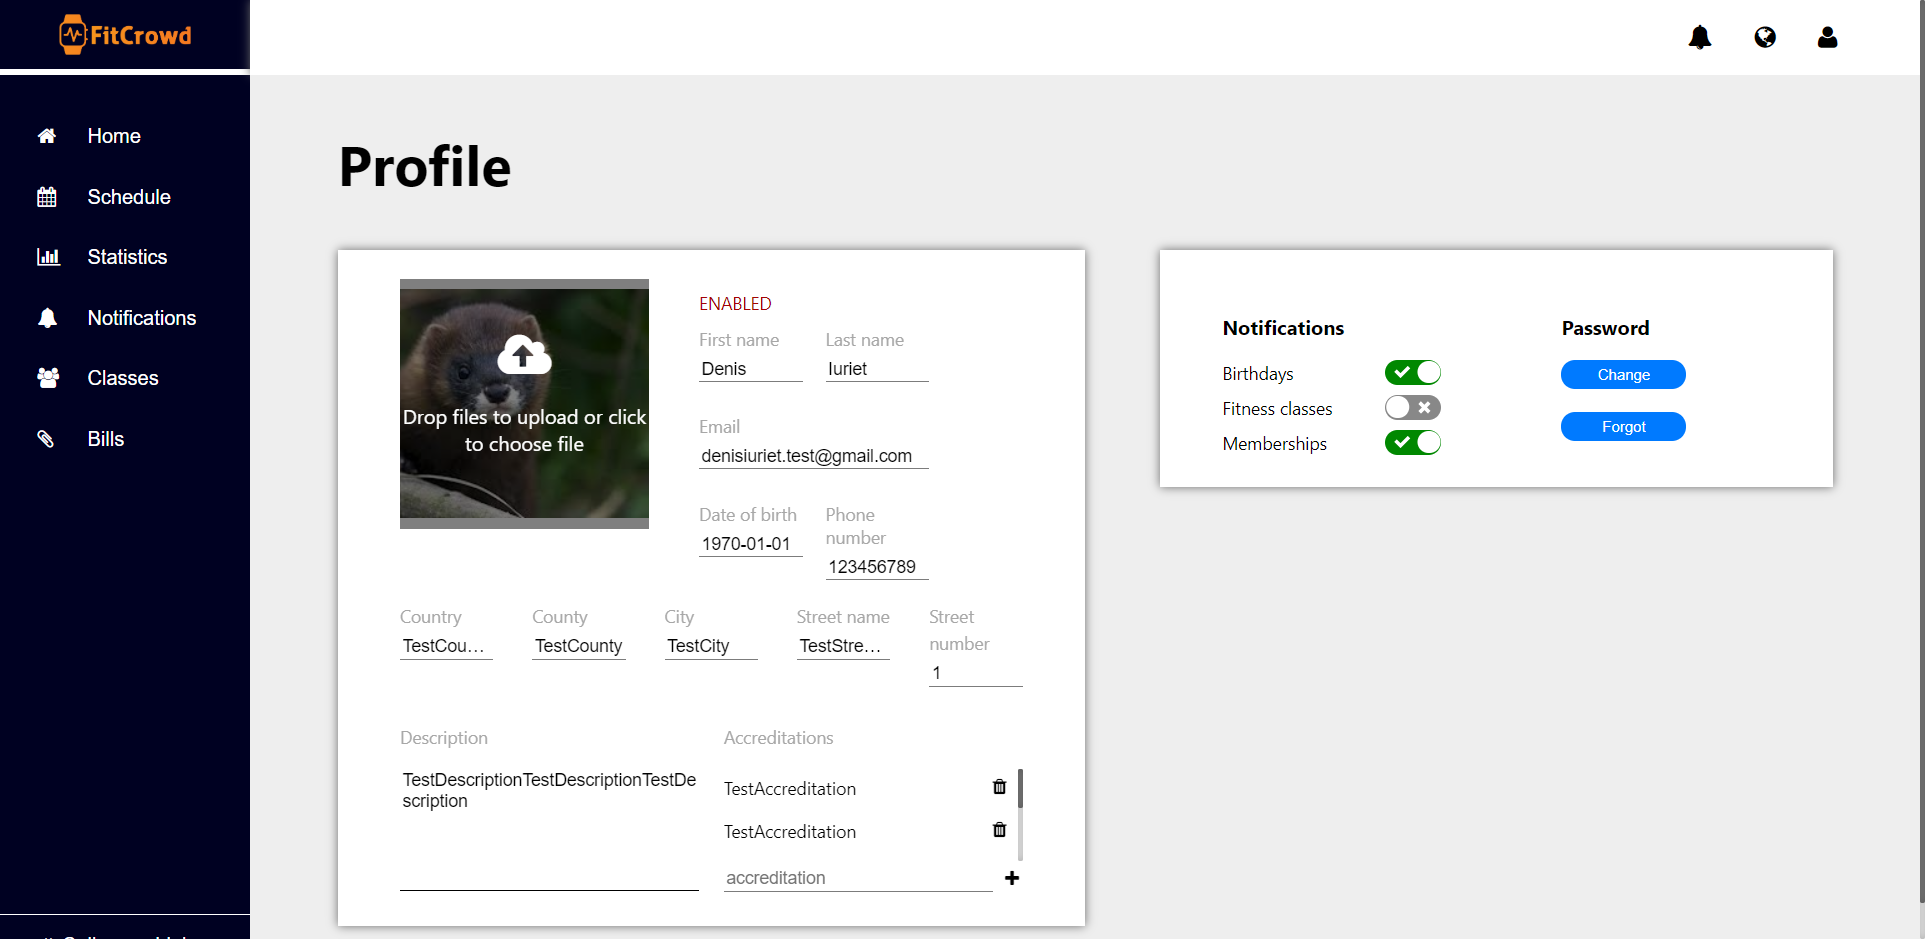 FitCrowd
Home
Schedule
Statistics
Notifications
Classes
Bills
Profile
Drop files to upload or click
to choose file
ENABLED
First name
Last name
Denis
Iuriet
Email
denisiuriet.test@gmail.com
Date of birth
Phone
number
1970-01-01
123456789
Country
County
City
Street name
Street
number
TestCou...
TestCounty
TestCity
TestStre...
1
Description
TestDescriptionTestDescriptionTestDe
scription
Accreditations
TestAccreditation
TestAccreditation
accreditation
Notifications
Birthdays
Fitness classes
Memberships
Password
Change
Forgot